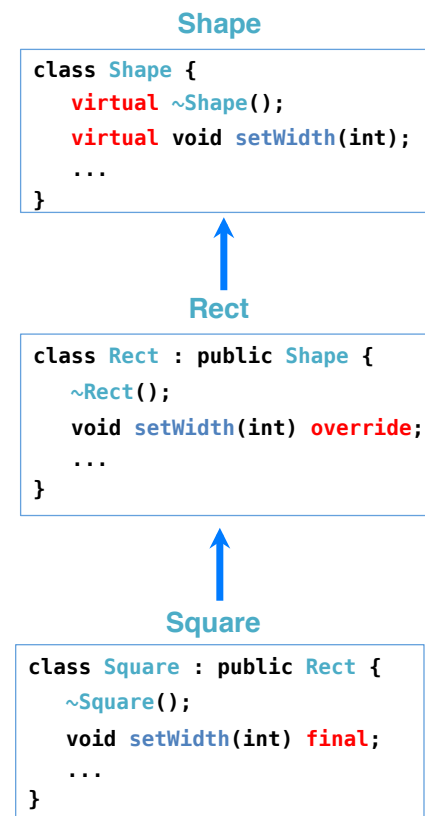 Shape
class Shape {
virtual ~Shape();
virtual void setWidth(int);
...
}
Rect
class Rect : public Shape {
~Rect();
void setWidth(int) override;
...
}
Square
class Square : public Rect {
~Square();
void setWidth(int) final;
...
}